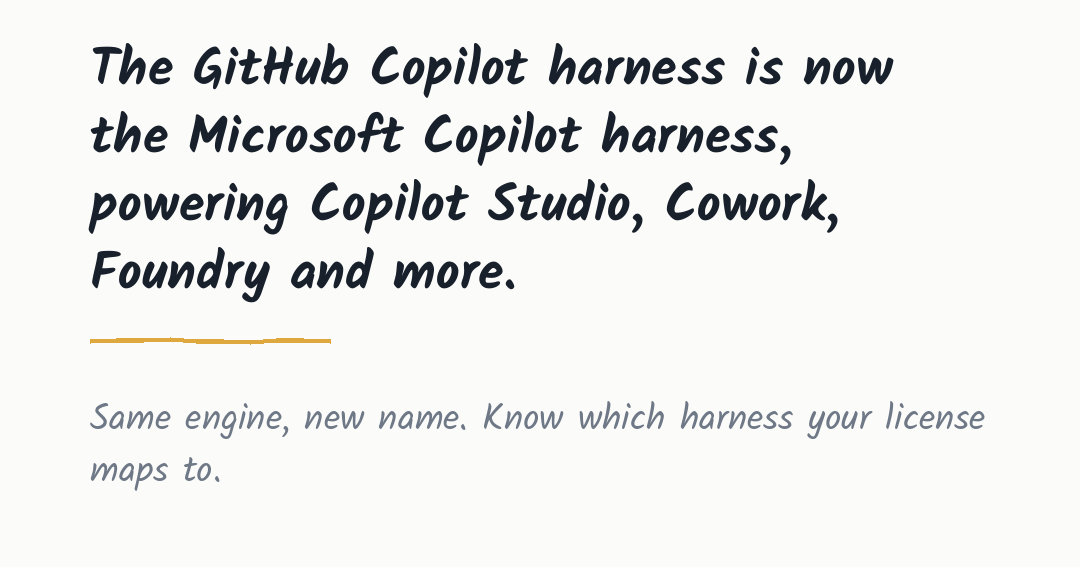 The GitHub Copilot harness is now
the Microsoft Copilot harness,
powering Copilot Studio, Cowork,
Foundry and more.
Same engine, new name. Know which harness your license
maps to.